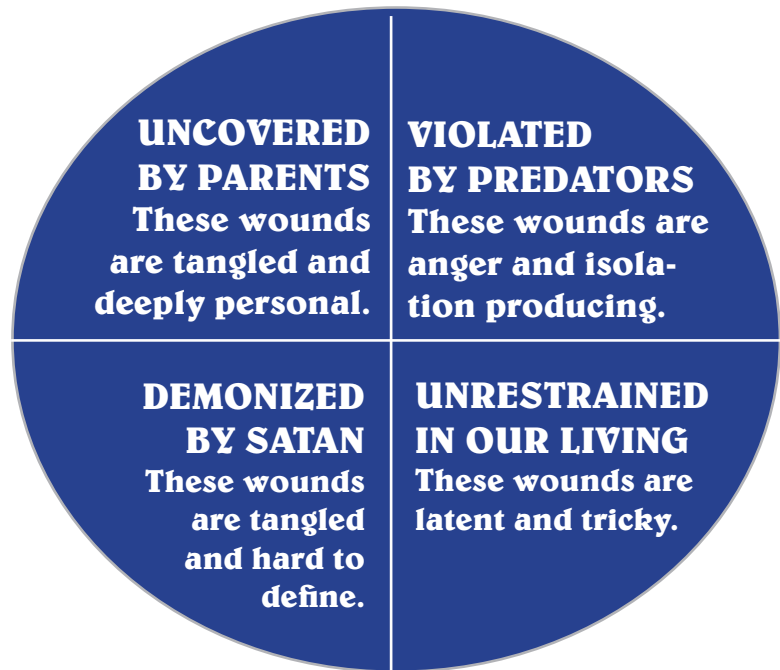 UNCOVERED
BY PARENTS
These wounds
are tangled and
deeply personal.
VIOLATED
BY PREDATORS
These wounds are
anger and isola-
tion producing.
DEMONIZED
BY SATAN
These wounds
are tangled
and hard to
define.
UNRESTRAINED
IN OUR LIVING
These wounds are
latent and tricky.